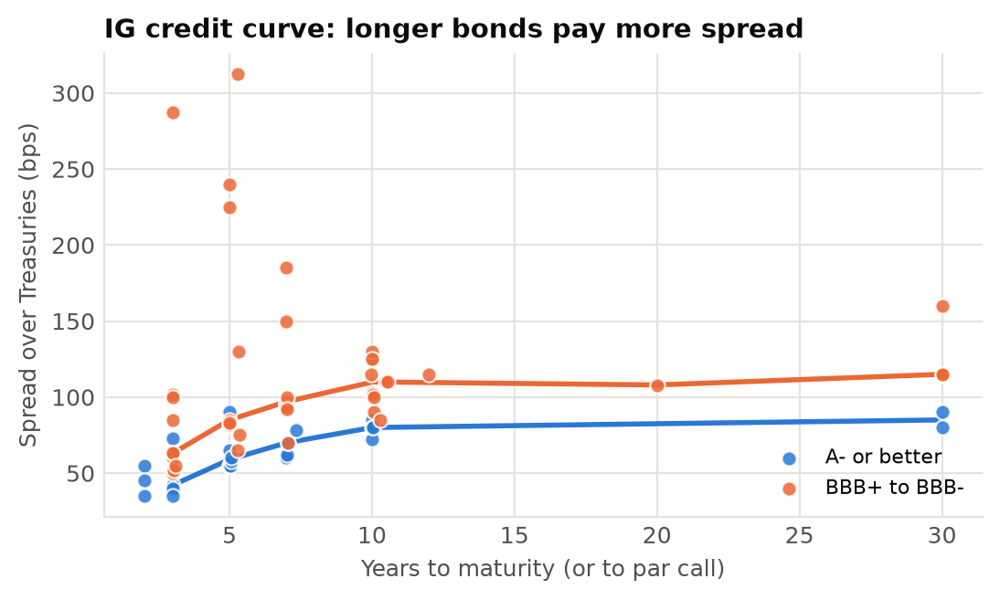 IG credit curve: longer bonds pay more spread
Spread over Treasuries (bps)
300
250
200
150
100
50
A- or better
BBB+ to BBB-
5
10
15
20
25
30
Years to maturity (or to par call)